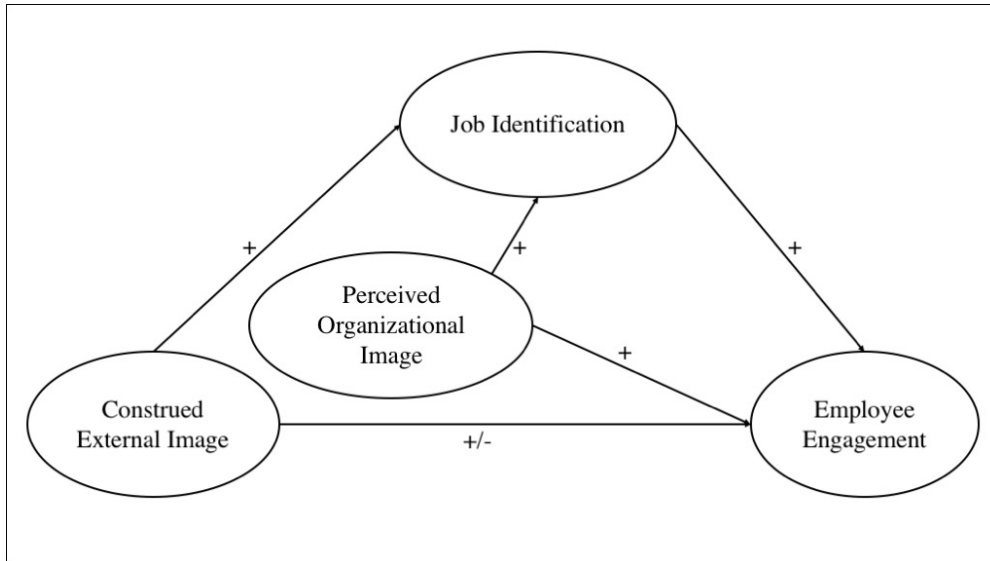 Job Identification
+
+
+
Perceived
Organizational
Image
+
Construed
External Image
+/-
Employee
Engagement